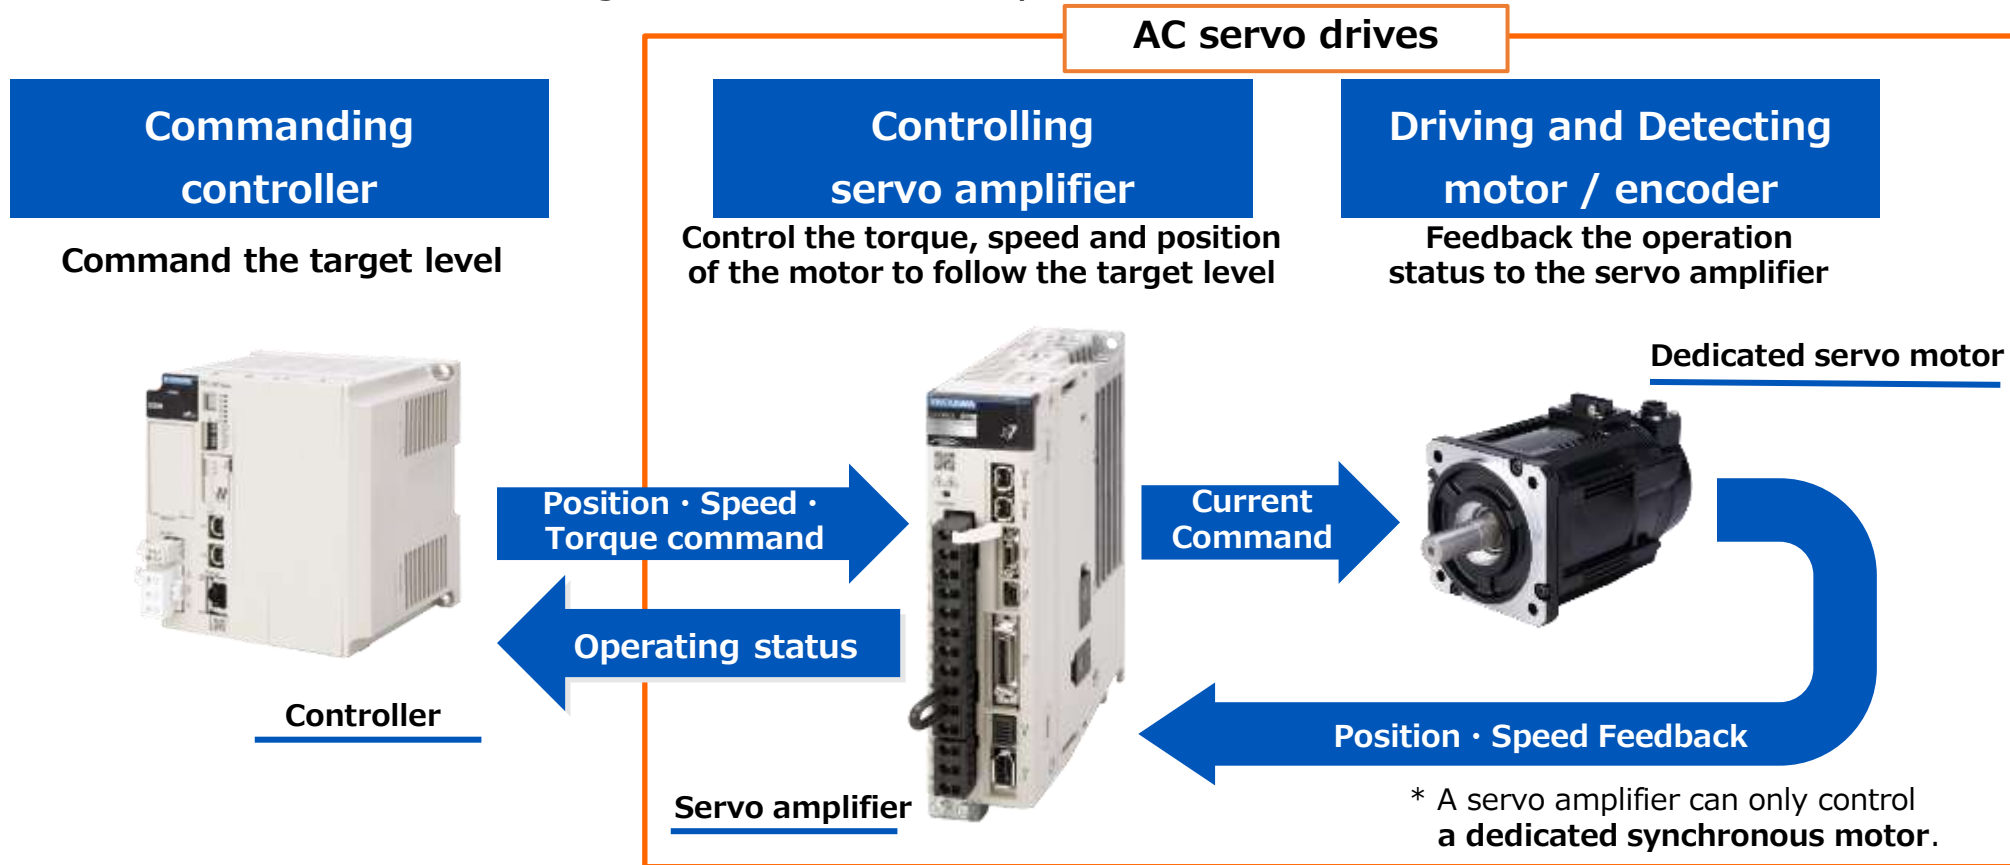 AC servo drives
Commanding
controller
Command the target level
Controlling
servo amplifier
Control the torque, speed and position
of the motor to follow the target level
Driving and Detecting
motor / encoder
Feedback the operation
status to the servo amplifier
Dedicated servo motor
Position・Speed・
Torque command
Current
Command
Operating status
Controller
Position・Speed Feedback
Servo amplifier
* A servo amplifier can only control
a dedicated synchronous motor.